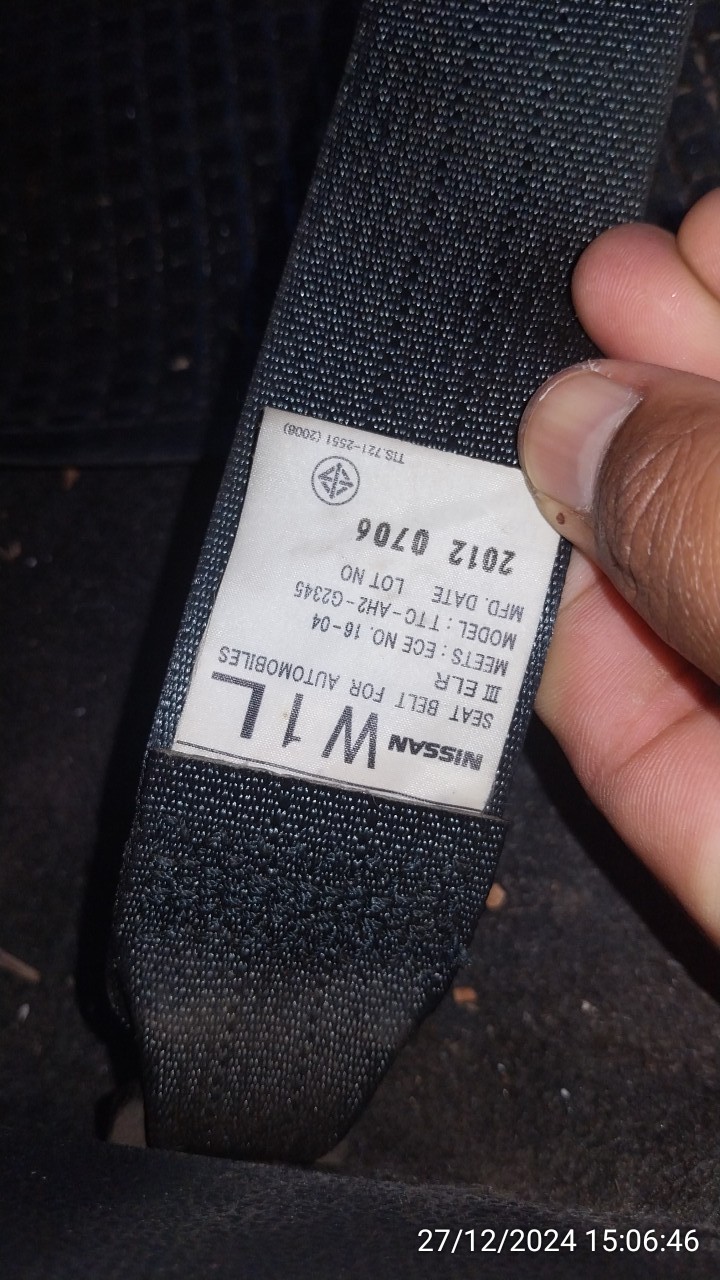 NISSAN W1L
SEAT BELT FOR AUTOMOBILES
III ELR
MEETS : ECE NO. 16-04
MODEL : TTC-AH2-G2345
MFD. DATE LOT NO
2012 0706
TIS.721-2551 (2008)
27/12/2024 15:06:46